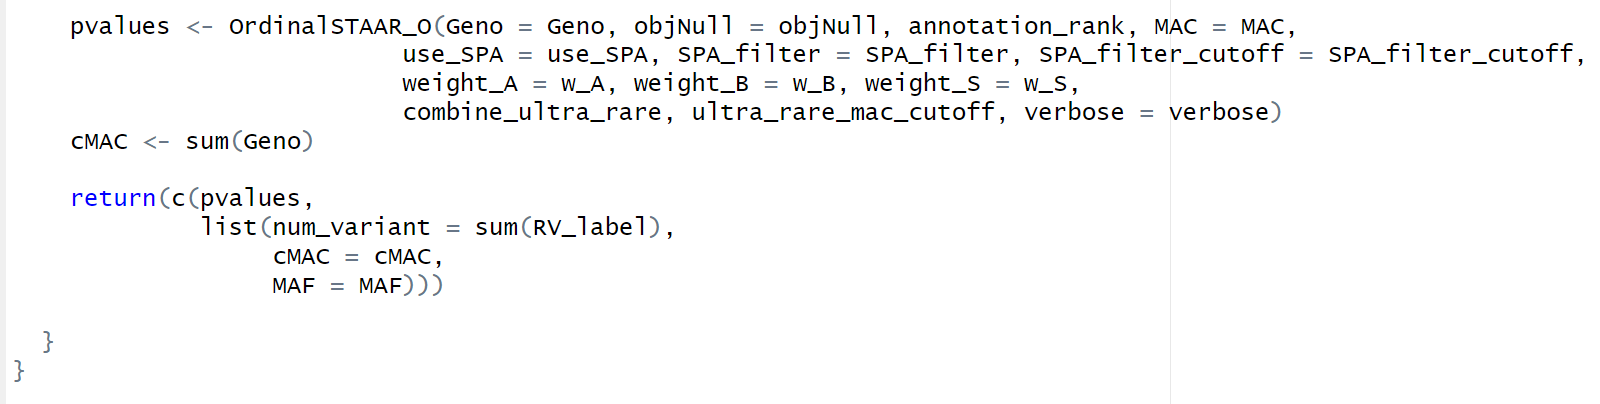 pvalues <- OrdinalSTAAR_O(Geno = Geno, objNull = objNull, annotation_rank, MAC = MAC,
use_SPA = use_SPA, SPA_filter = SPA_filter, SPA_filter_cutoff = SPA_filter_cutoff,
weight_A = w_A, weight_B = w_B, weight_S = w_S,
combine_ultra_rare, ultra_rare_mac_cutoff, verbose = verbose)
cMAC <- sum(Geno)
return(c(pvalues,
list(num_variant = sum(RV_label),
cMAC = cMAC,
MAF = MAF)))
}
}